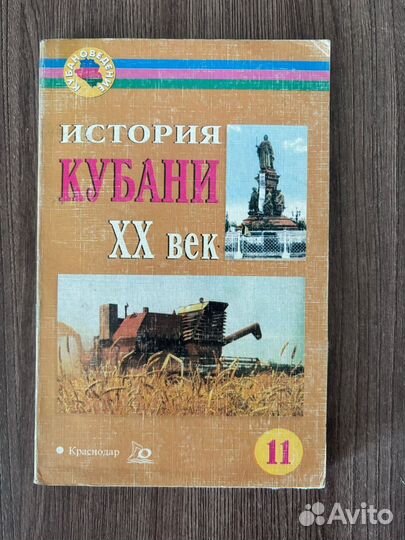 КУБАНОВЕДЕНИЕ
ИСТОРИЯ
КУБАНИ
XX век
• Краснодар
11
Avito